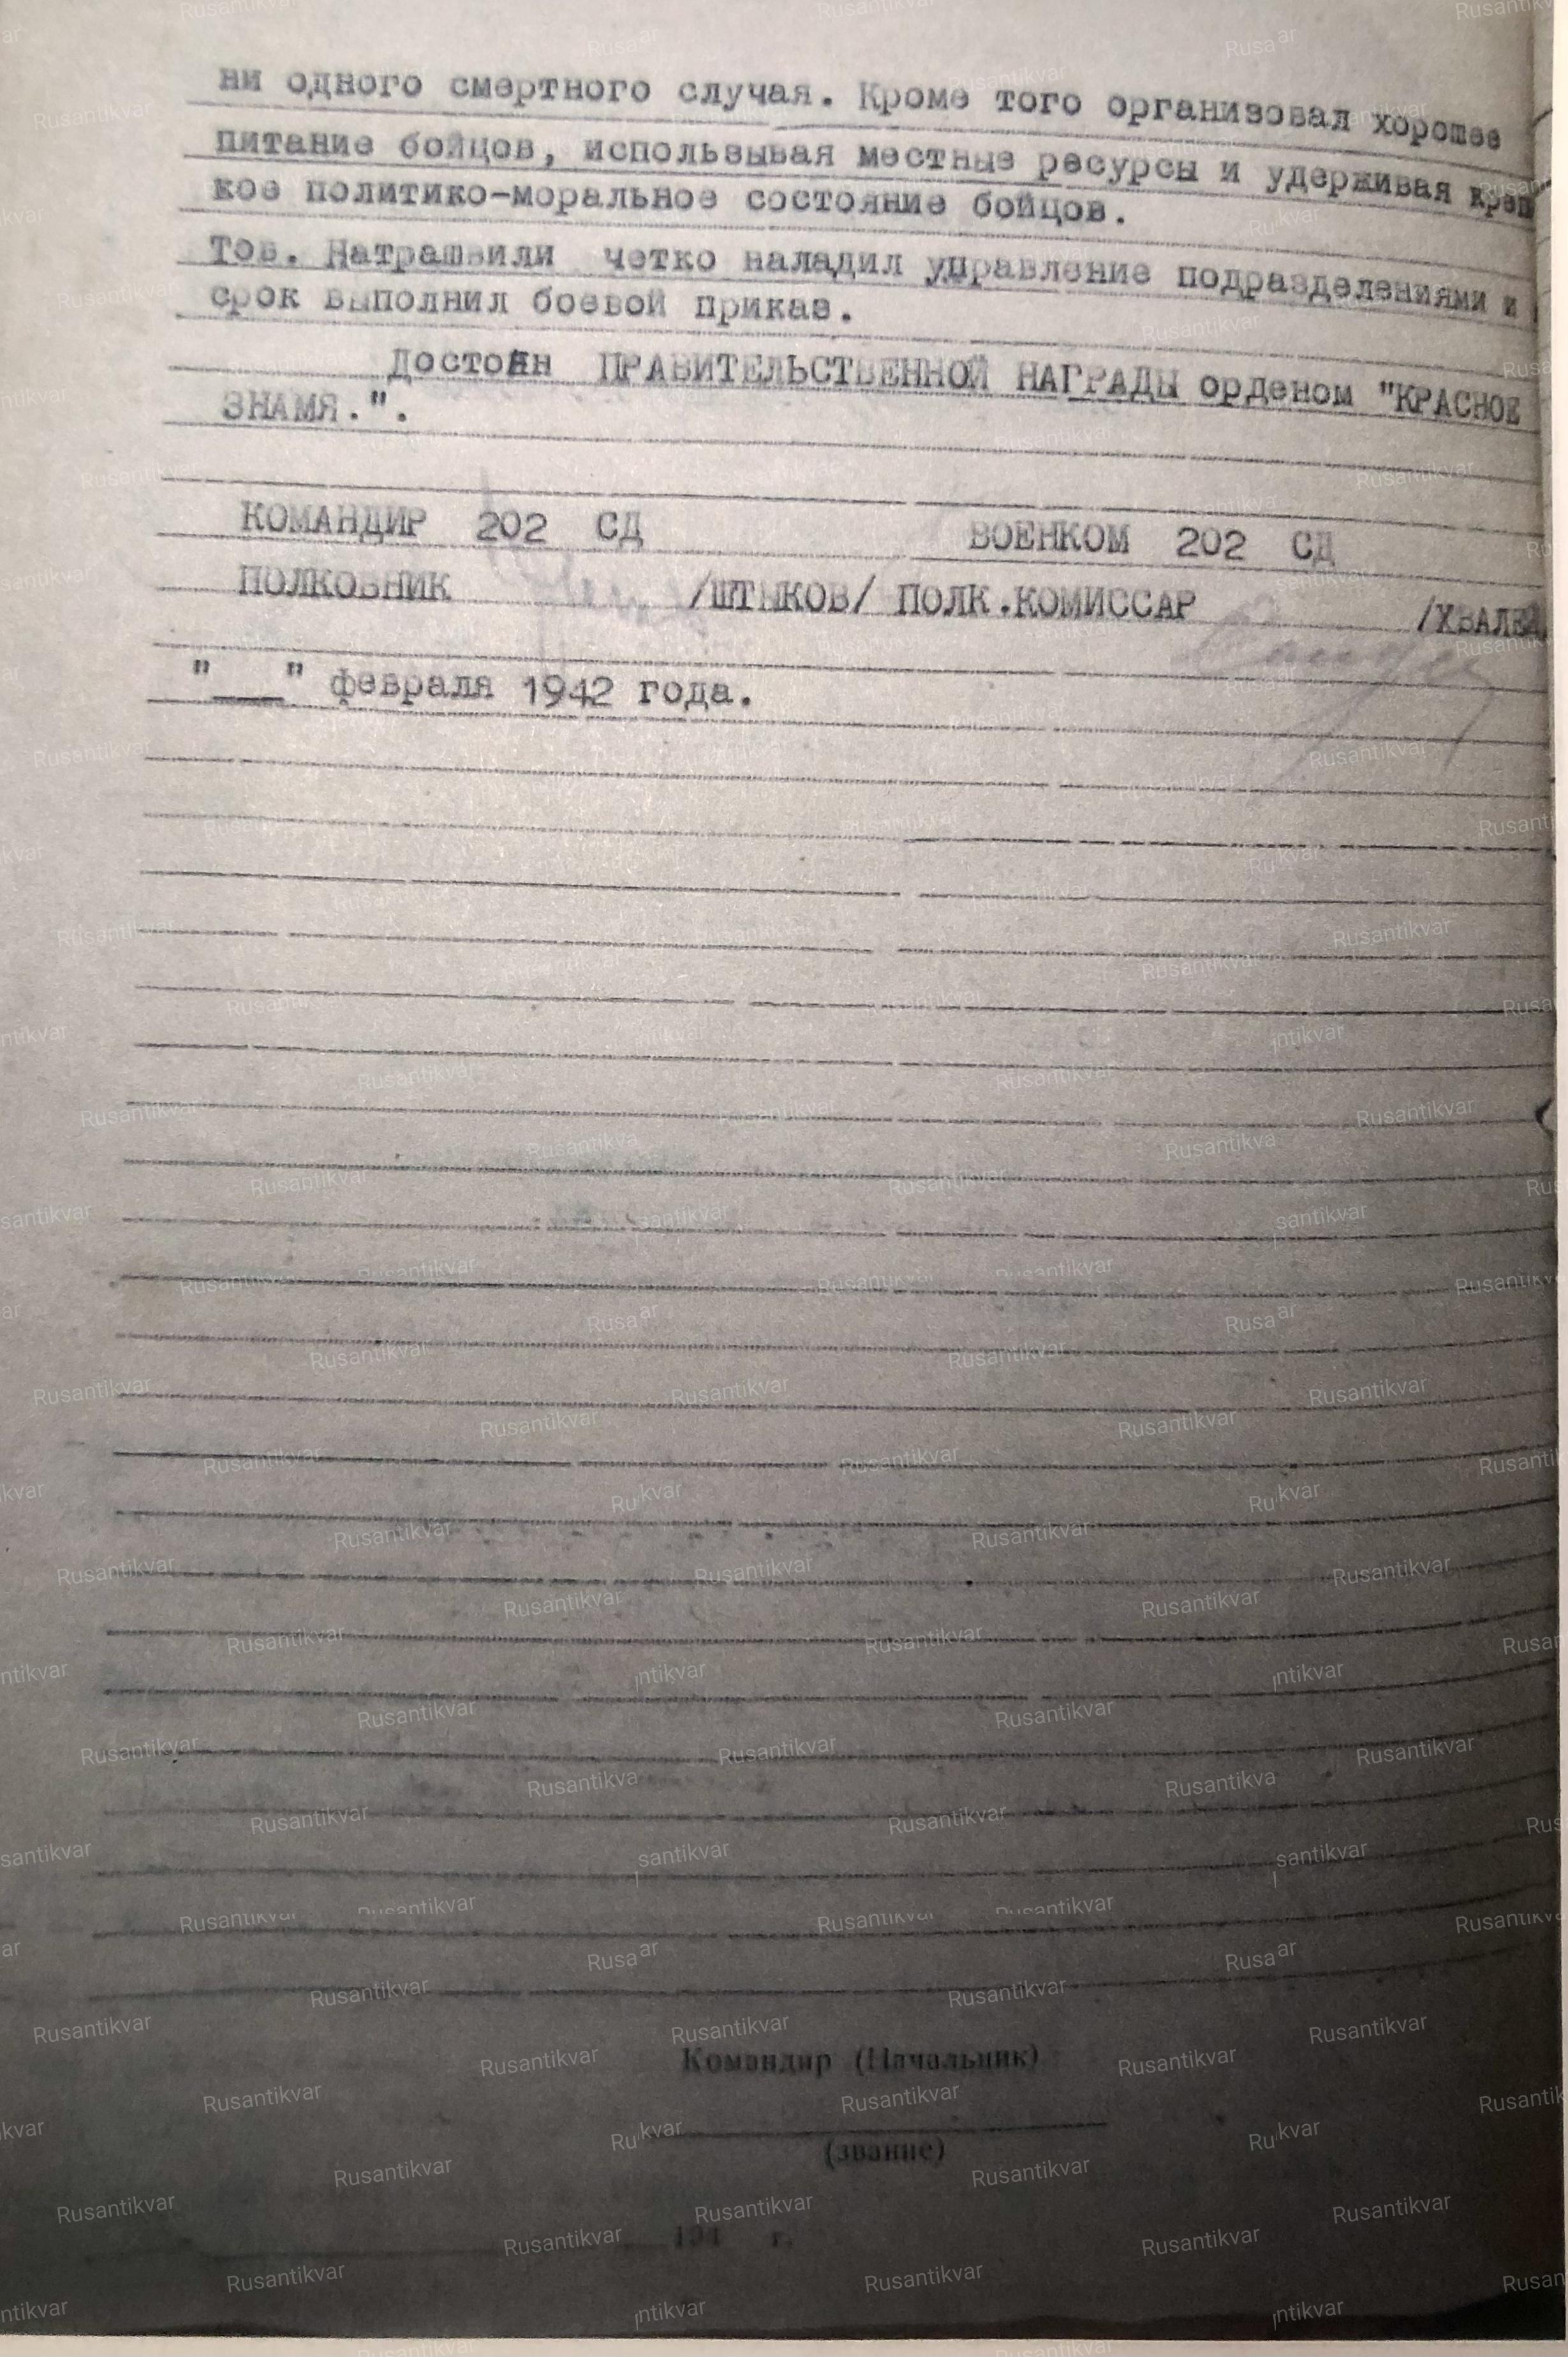 ни одного смертного случая. Кроме того организовал хорошее
питание бойцов, использывая местные ресурсы и удерживая креп
кое политико-моральное состояние бойцов.
Тов. Натрашвили четко наладил управление подразделениями и
срок выполнил боевой приказ.
Достоин ПРАВИТЕЛЬСТВЕННОЙ НАГРАДЫ орденом "КРАСНОЕ
ЗНАМЯ.".
КОМАНДИР 202 СД ВОЕНКОМ 202 СД
ПОЛКОВНИК /ШТЫКОВ/ ПОЛК.КОМИССАР /ХВАЛЕ
"___" февраля 1942 года.
Командир (Начальник)
(звание)
194 г.